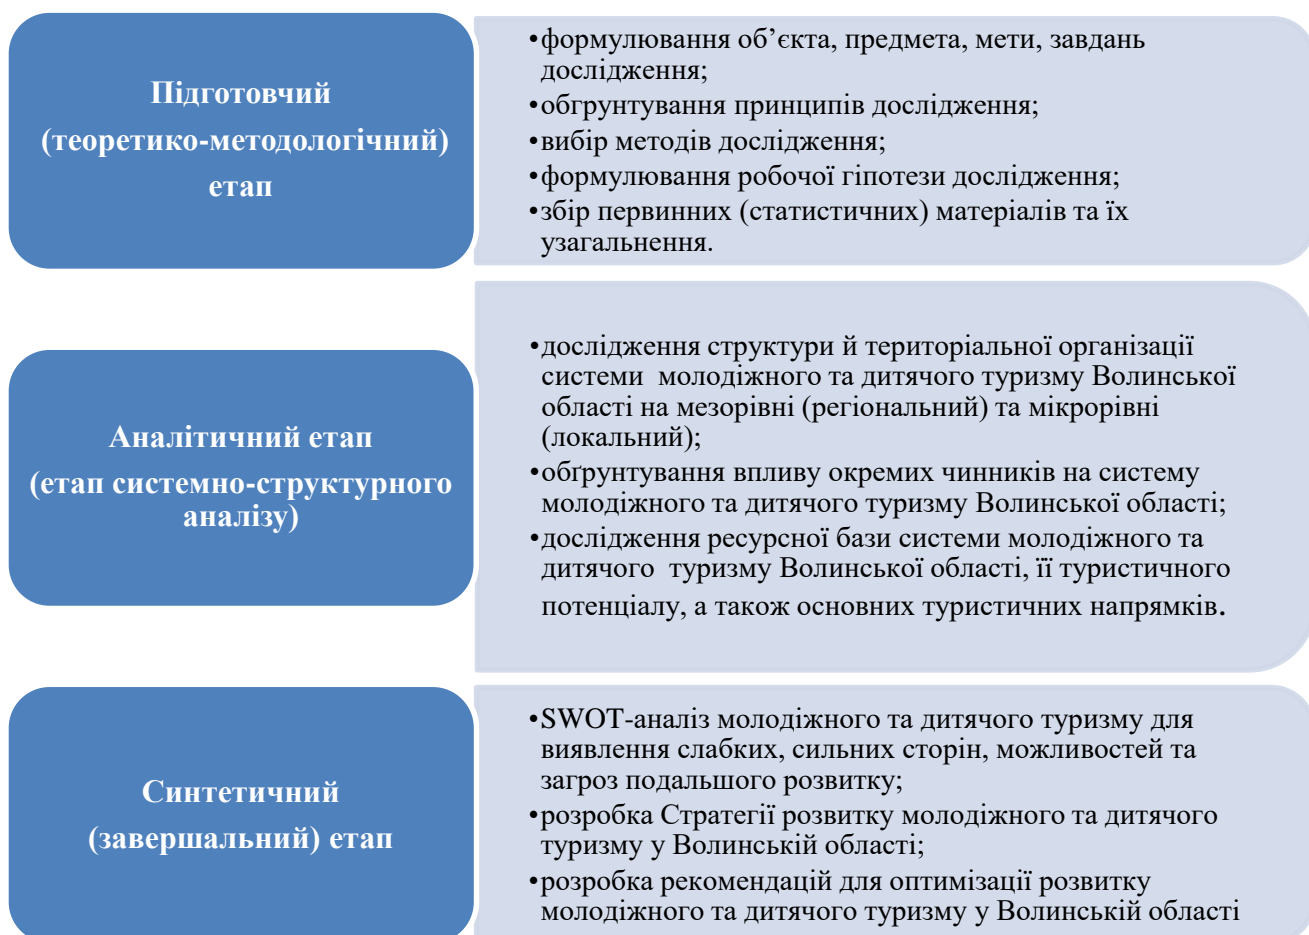 Підготовчий
(теоретико-методологічний)
етап
•формулювання об’єкта, предмета, мети, завдань
дослідження;
•обгрунтування принципів дослідження;
•вибір методів дослідження;
•формулювання робочої гіпотези дослідження;
•збір первинних (статистичних) матеріалів та їх
узагальнення.
Аналітичний етап
(етап системно-структурного
аналізу)
•дослідження структури й територіальної організації
системи молодіжного та дитячого туризму Волинської
області на мезорівні (регіональний) та мікрорівні
(локальний);
•обґрунтування впливу окремих чинників на систему
молодіжного та дитячого туризму Волинської області;
•дослідження ресурсної бази системи молодіжного та
дитячого туризму Волинської області, її туристичного
потенціалу, а також основних туристичних напрямків.
Синтетичний
(завершальний) етап
•SWOT-аналіз молодіжного та дитячого туризму для
виявлення слабких, сильних сторін, можливостей та
загроз подальшого розвитку;
•розробка Стратегії розвитку молодіжного та дитячого
туризму у Волинській області;
•розробка рекомендацій для оптимізації розвитку
молодіжного та дитячого туризму у Волинській області